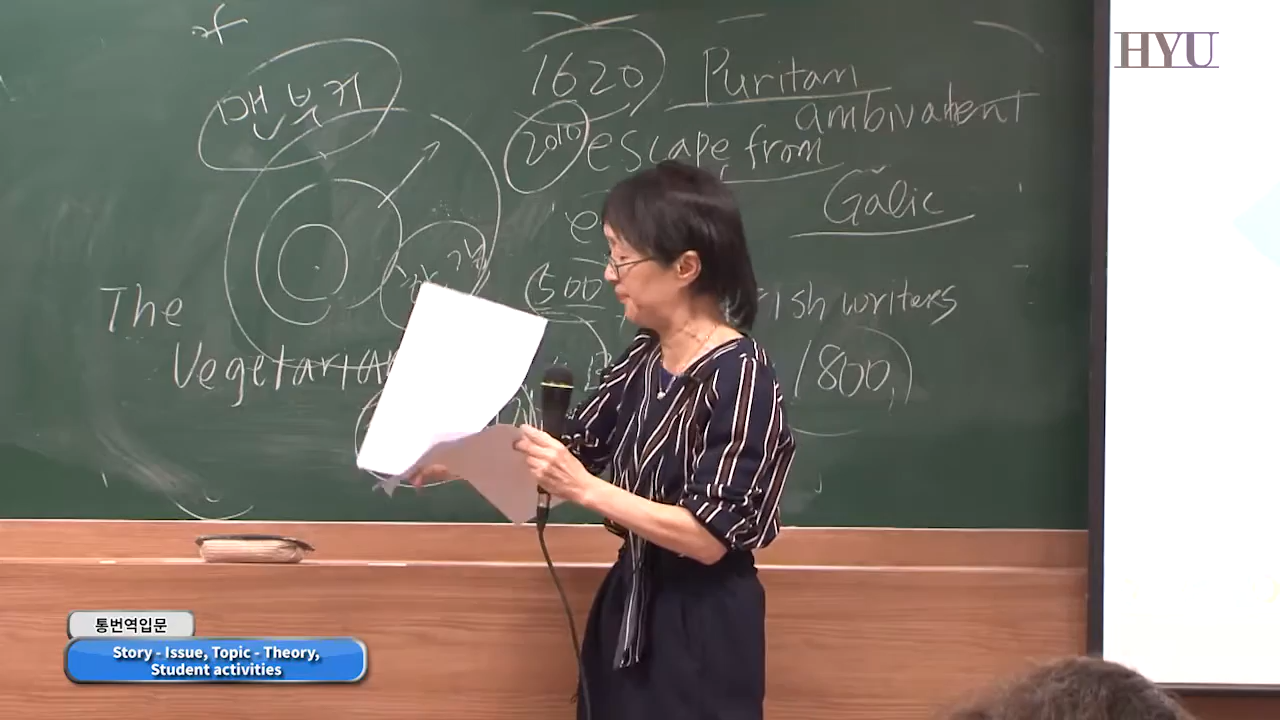 맨부커
1620
Puritan
ambivalent
2010
escape from
Gaelic
The
Vegetarian
500
ish writers
1800,
HYU
통번역입문
Story - Issue, Topic - Theory,
Student activities